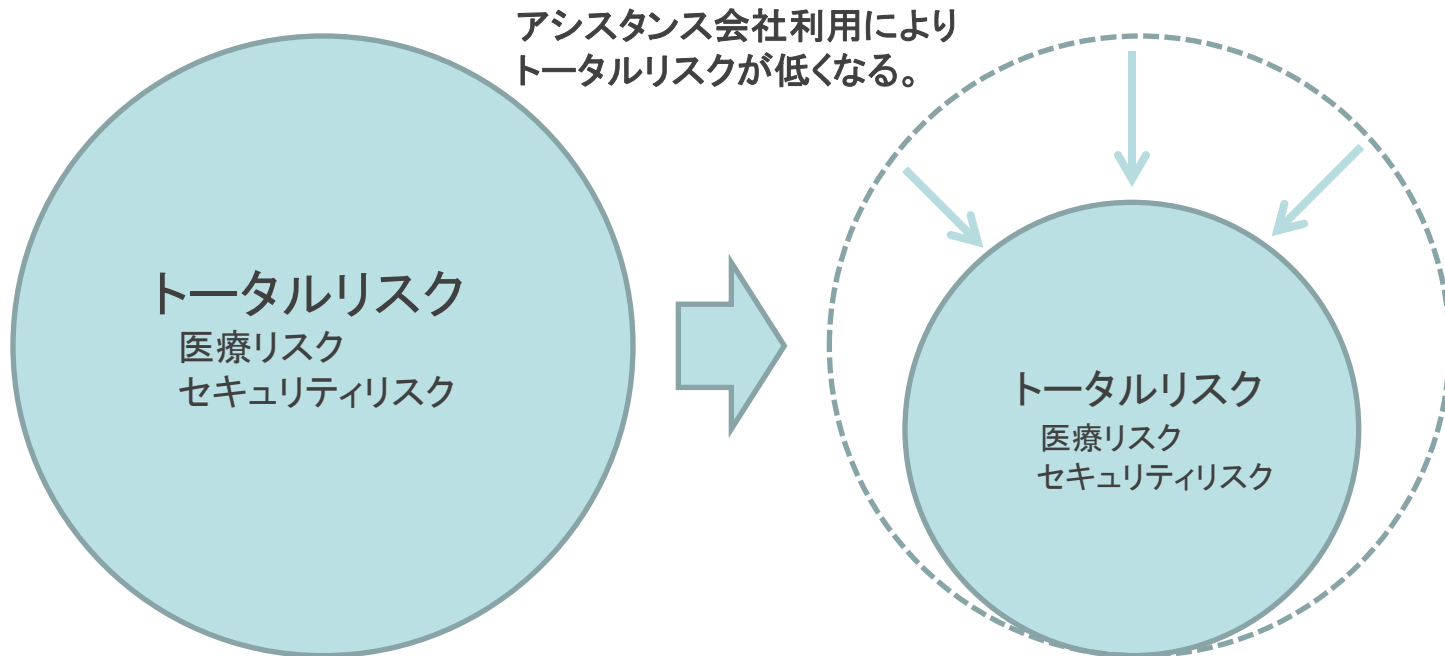 アシスタンス会社利用により
トータルリスクが低くなる。
トータルリスク
医療リスク
セキュリティリスク
トータルリスク
医療リスク
セキュリティリスク